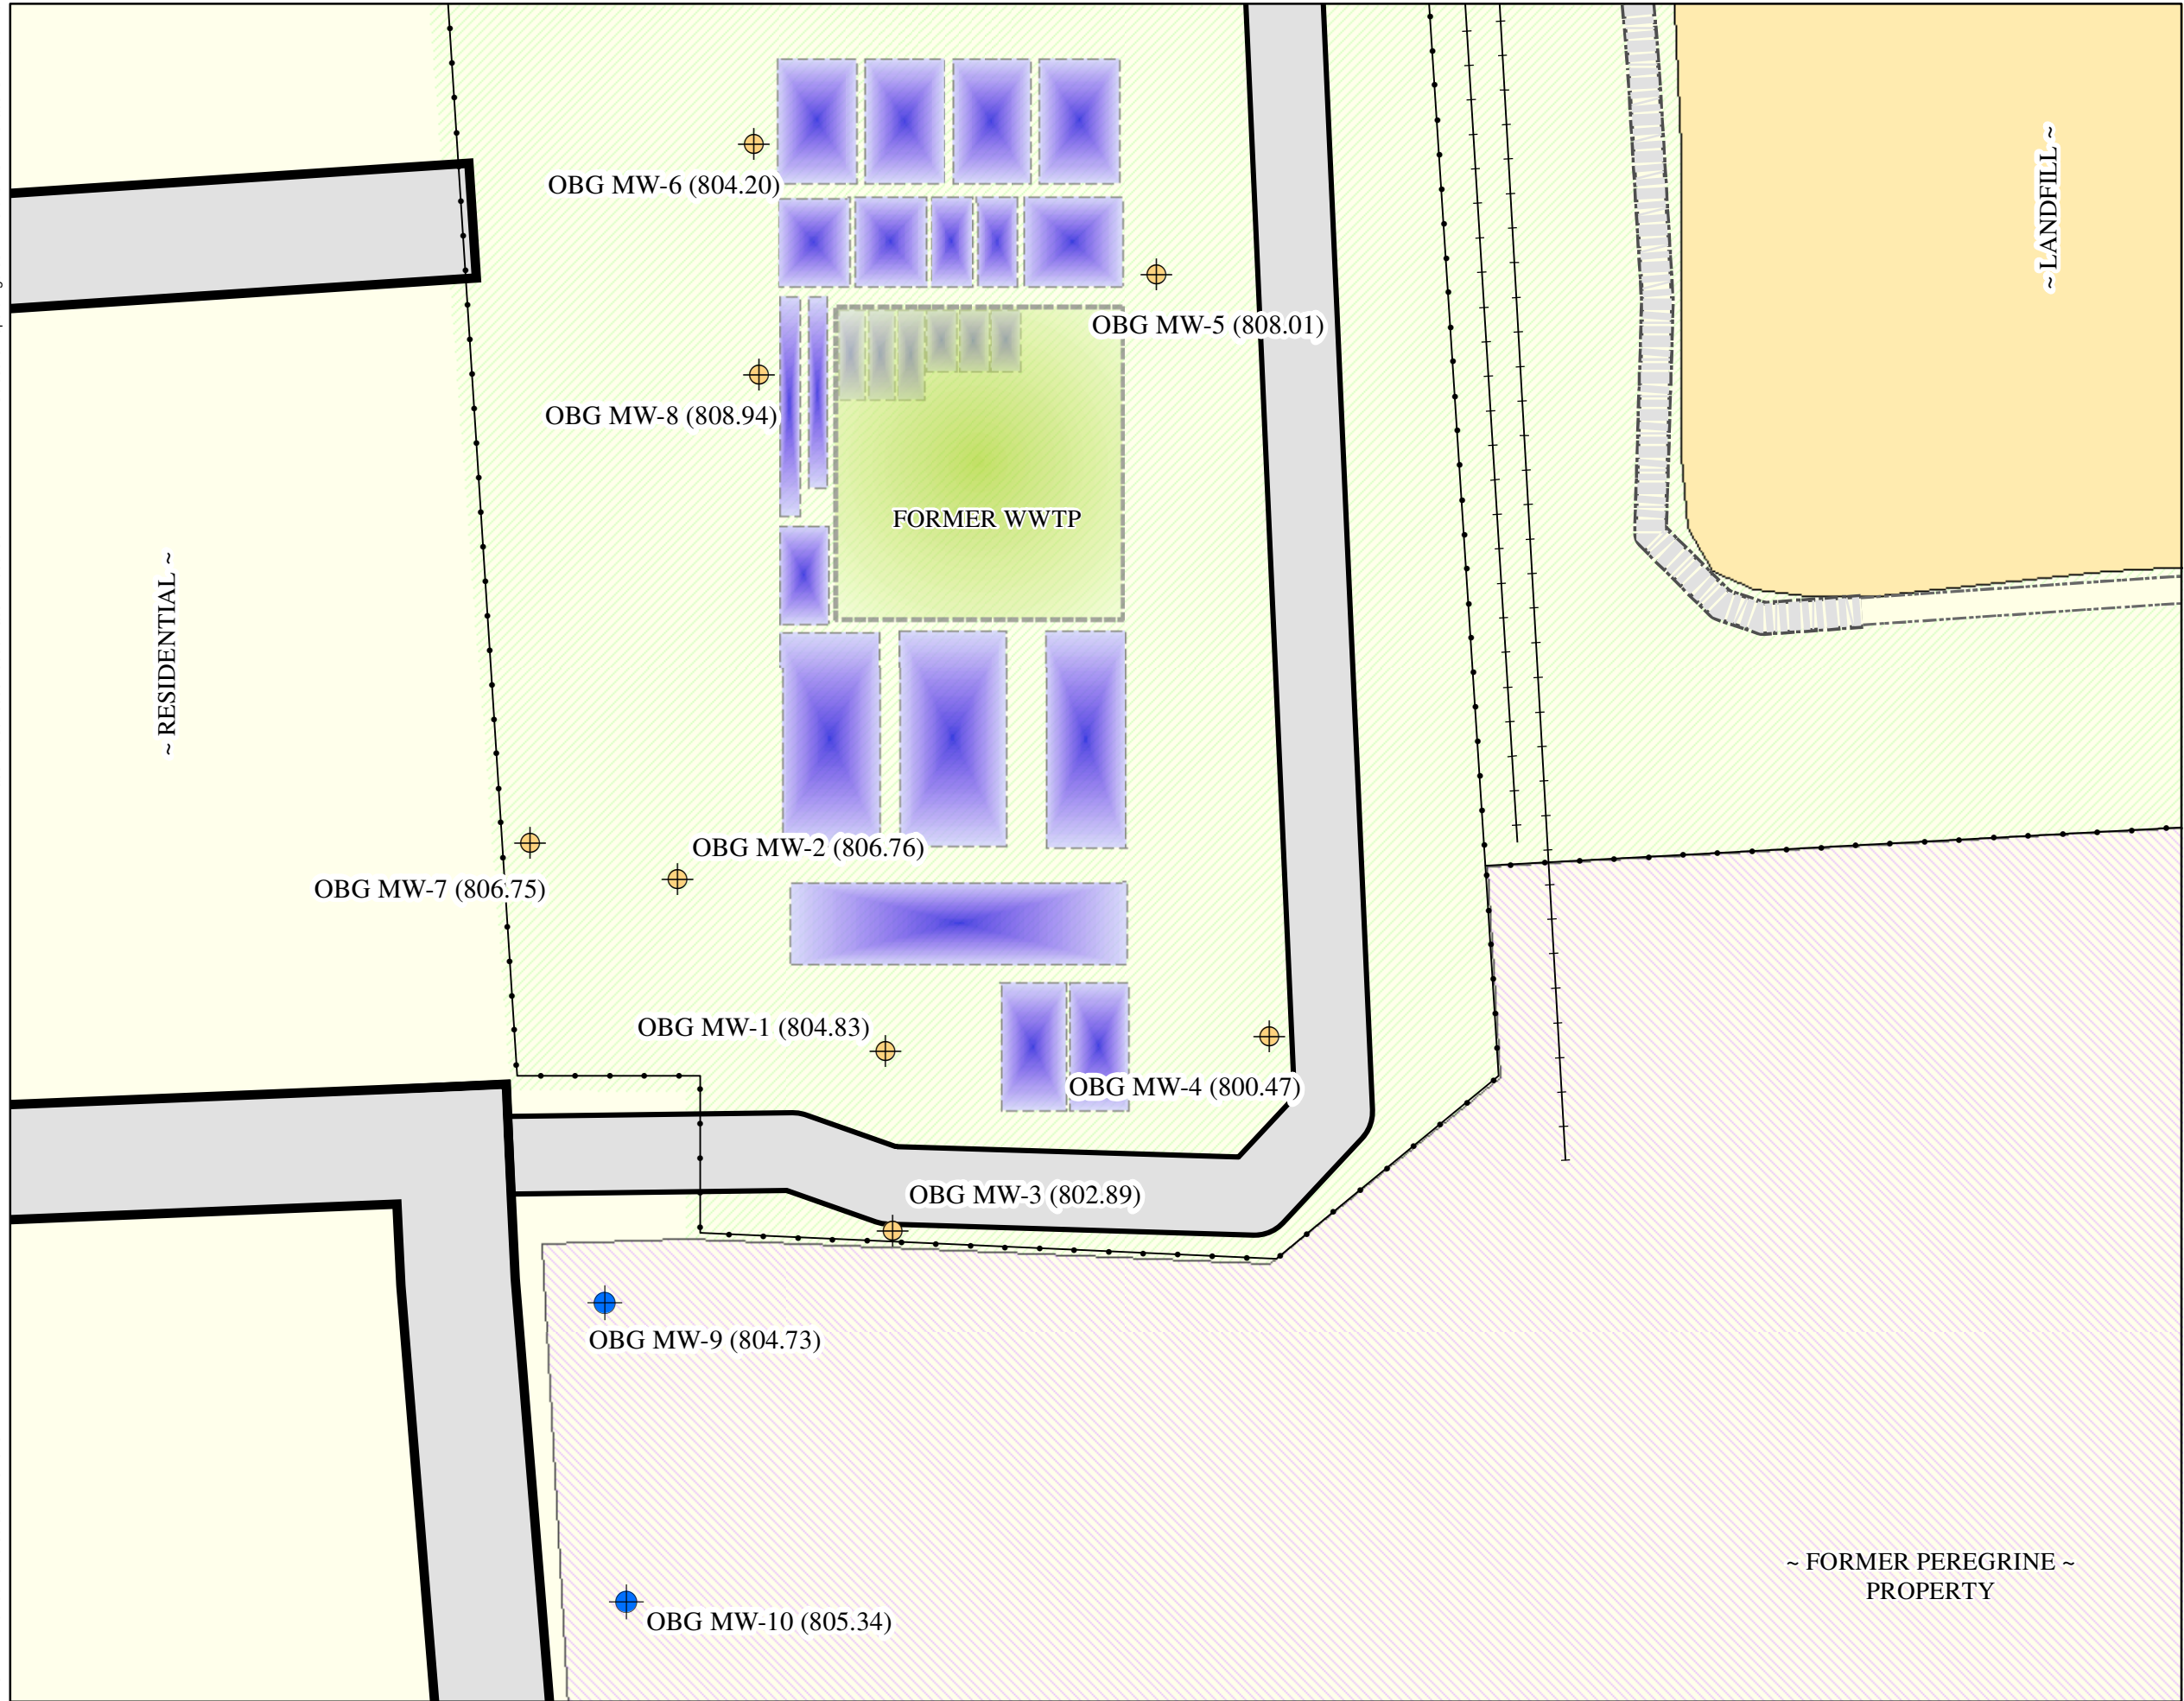 ~ LANDFILL ~
OBG MW-6 (804.20)
OBG MW-5 (808.01)
OBG MW-8 (808.94)
FORMER WWTP
~ RESIDENTIAL ~
OBG MW-2 (806.76)
OBG MW-7 (806.75)
OBG MW-1 (804.83)
OBG MW-4 (800.47)
OBG MW-3 (802.89)
OBG MW-9 (804.73)
~ FORMER PEREGRINE ~
PROPERTY
OBG MW-10 (805.34)